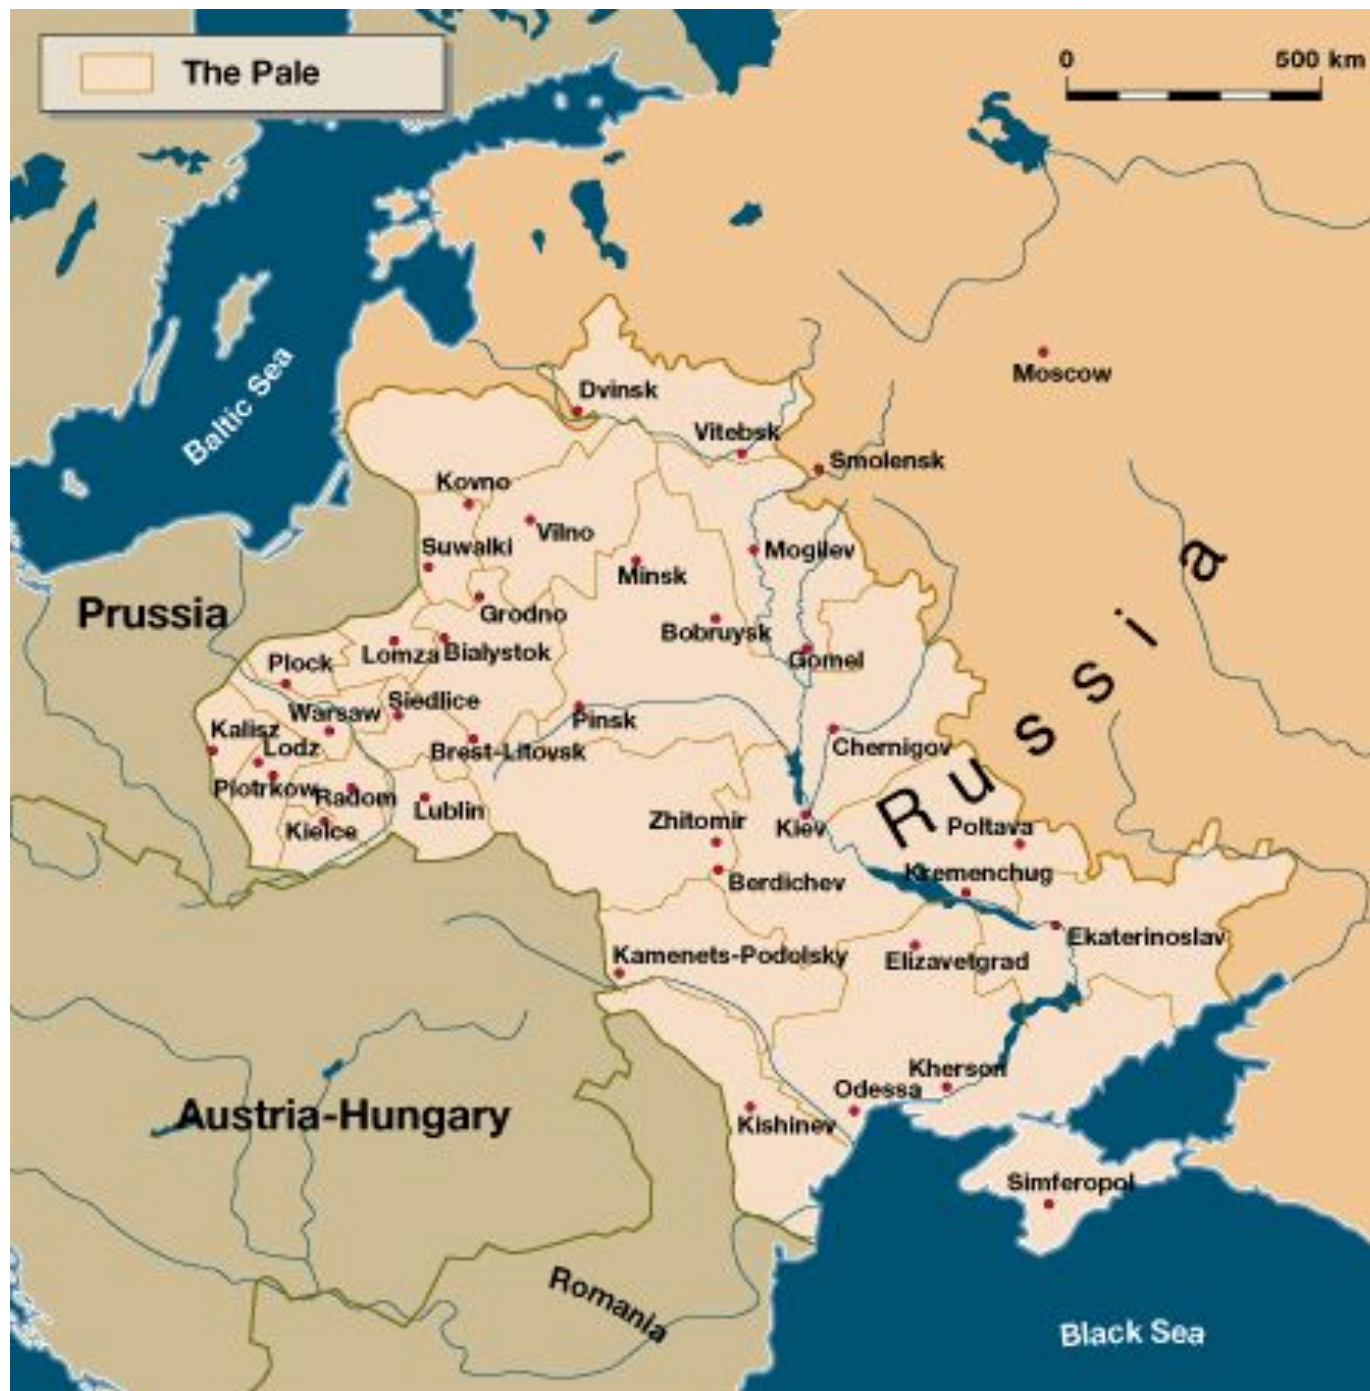 The Pale
0 500 km
Baltic Sea
Moscow
Dvinsk
Vitebsk
Smolensk
Kovno
Vilno
Suwalki
Mogilev
Minsk
Grodno
Prussia
Bobruysk
Lomza
Bialystok
Gomel
Plock
Siedlice
Warsaw
Pinsk
Kalisz
Lodz
Brest-Litovsk
Chernigov
Russia
Piotrkow
Radom
Lublin
Kielce
Zhitomir
Kiev
Poltava
Berdichev
Kremenchug
Ekaterinoslav
Kamenets-Podolsky
Elizavetgrad
Kherson
Odessa
Austria-Hungary
Kishinev
Simferopol
Romania
Black Sea